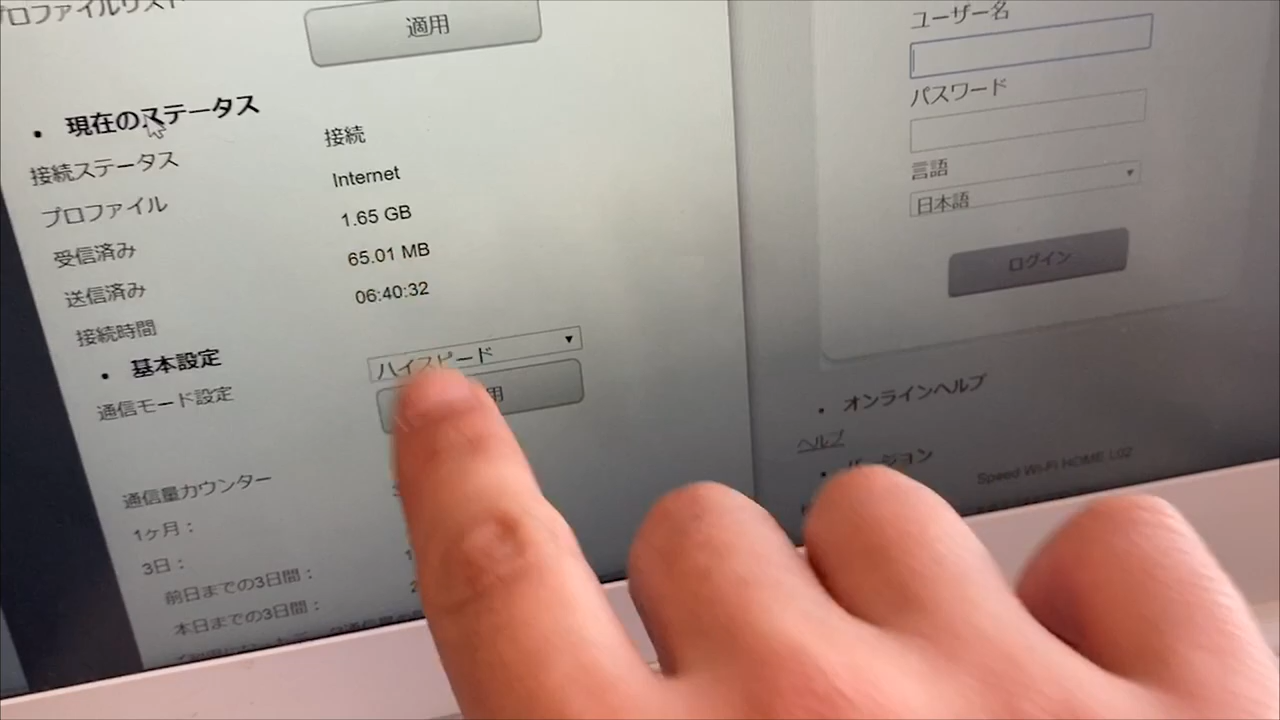 プロファイルリスト
適用
• 現在のステータス
接続ステータス 接続
プロファイル Internet
受信済み 1.65 GB
送信済み 65.01 MB
接続時間 06:40:32
• 基本設定
通信モード設定 ハイスピード
用
通信量カウンター
1ヶ月：
3日：
前日までの3日間：
本日までの3日間：
ユーザー名
パスワード
言語
日本語
ログイン
• オンラインヘルプ
ヘルプ
• バージョン
Speed Wi-Fi HOME L02